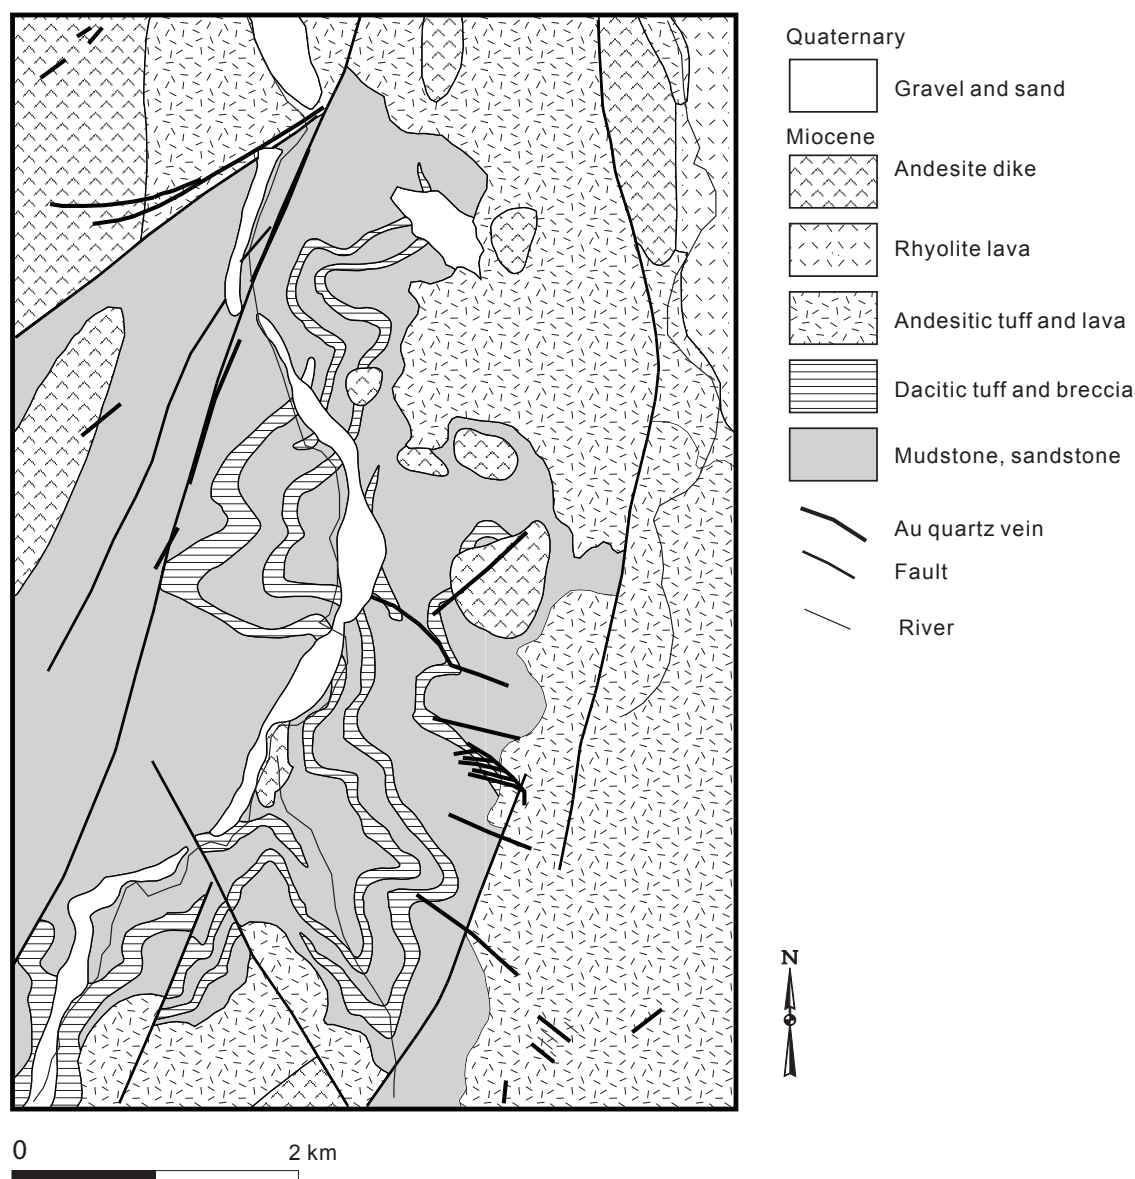 Quaternary
Gravel and sand
Miocene
Andesite dike
Rhyolite lava
Andesitic tuff and lava
Dacitic tuff and breccia
Mudstone, sandstone
Au quartz vein
Fault
River
N
0 2 km